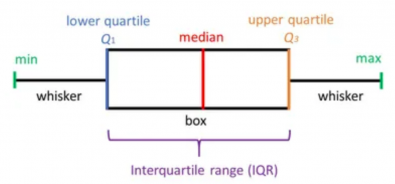 lower quartile
Q1
median
upper quartile
Q3
min
max
whisker
whisker
box
Interquartile range (IQR)